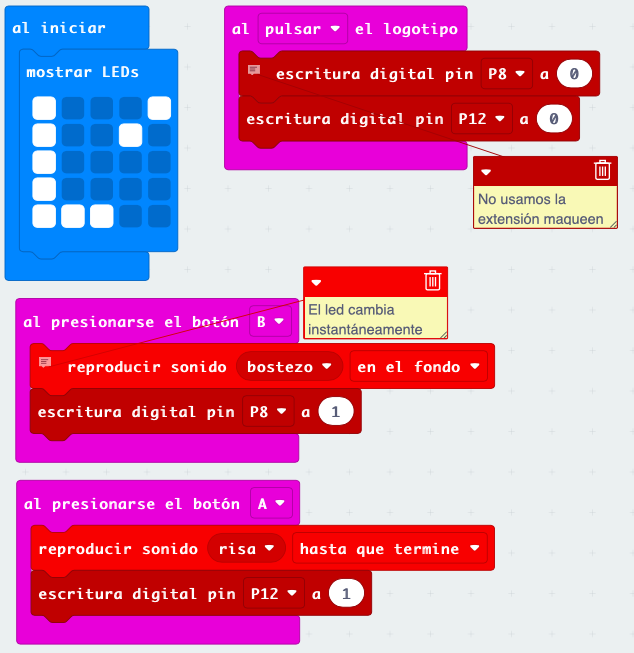 al iniciar
mostrar LEDs
al pulsar el logotipo
escritura digital pin P8 a 0
escritura digital pin P12 a 0
No usamos la
extensión maqueen
al presionarse el botón B
El led cambia
instantáneamente
reproducir sonido bostezo en el fondo
escritura digital pin P8 a 1
al presionarse el botón A
reproducir sonido risa hasta que termine
escritura digital pin P12 a 1